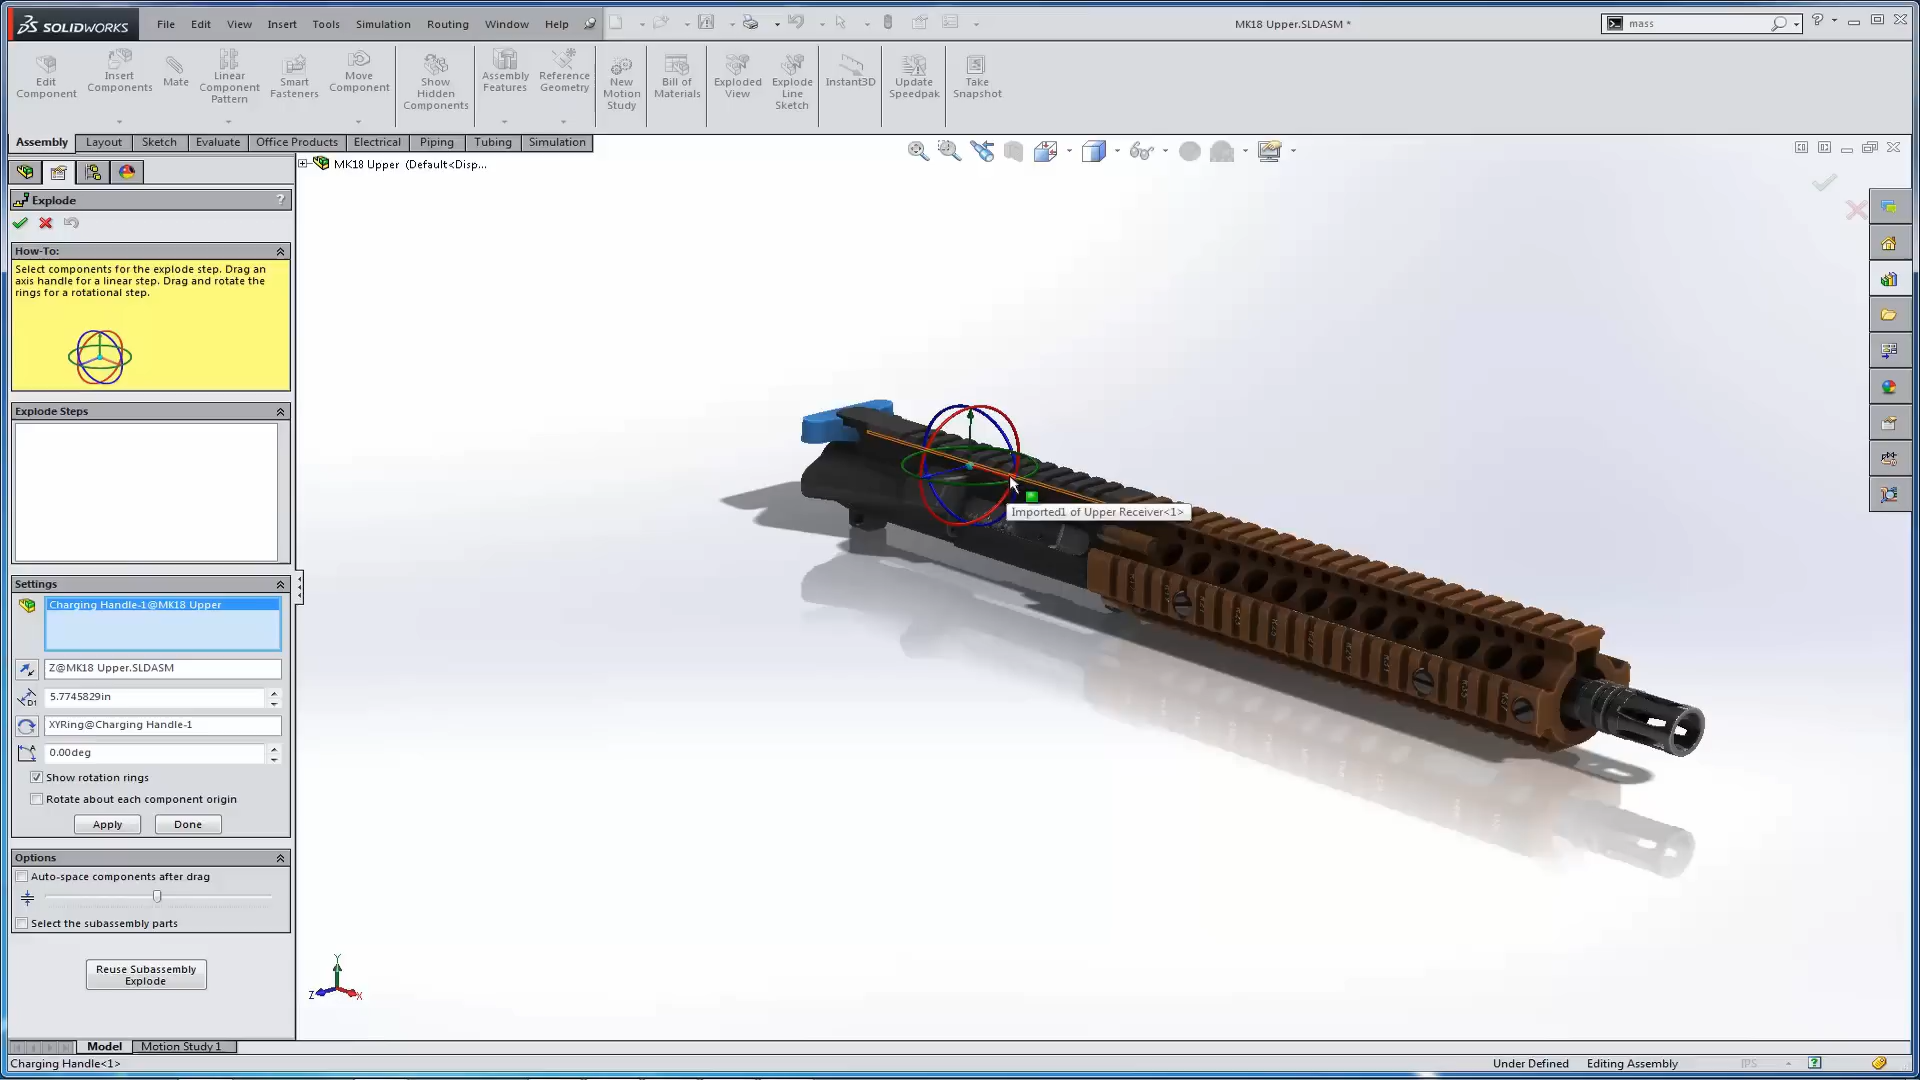 SOLIDWORKS
File Edit View Insert Tools Simulation Routing Window Help
MK18 Upper.SLDASM *
mass
Edit Component
Insert Components
Mate
Linear Component Pattern
Smart Fasteners
Move Component
Show Hidden Components
Assembly Features
Reference Geometry
New Motion Study
Bill of Materials
Exploded View
Explode Line Sketch
Instant3D
Update Speedpak
Take Snapshot
Assembly Layout Sketch Evaluate Office Products Electrical Piping Tubing Simulation
MK18 Upper (Default<Disp...
Explode ?
How-To:
Select components for the explode step. Drag an
axis handle for a linear step. Drag and rotate the
rings for a rotational step.
Explode Steps
Settings
Charging Handle-1@MK18 Upper
Z@MK18 Upper.SLDASM
D1
5.7745829in
XYRing@Charging Handle-1
0.00deg
Show rotation rings
Rotate about each component origin
Apply Done
Options
Auto-space components after drag
Select the subassembly parts
Reuse Subassembly
Explode
Imported1 of Upper Receiver<1>
Y
Z X
Model Motion Study 1
Charging Handle<1>
Under Defined Editing Assembly IPS